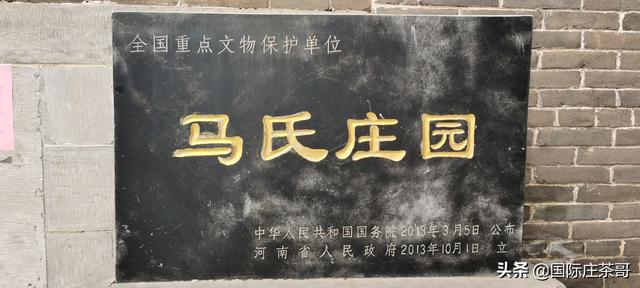 全国重点文物保护单位
马氏庄园
中华人民共和国国务院2013年3月5日 公布
河南省人民政府2013年10月1日 立
头条 @国际庄茶哥